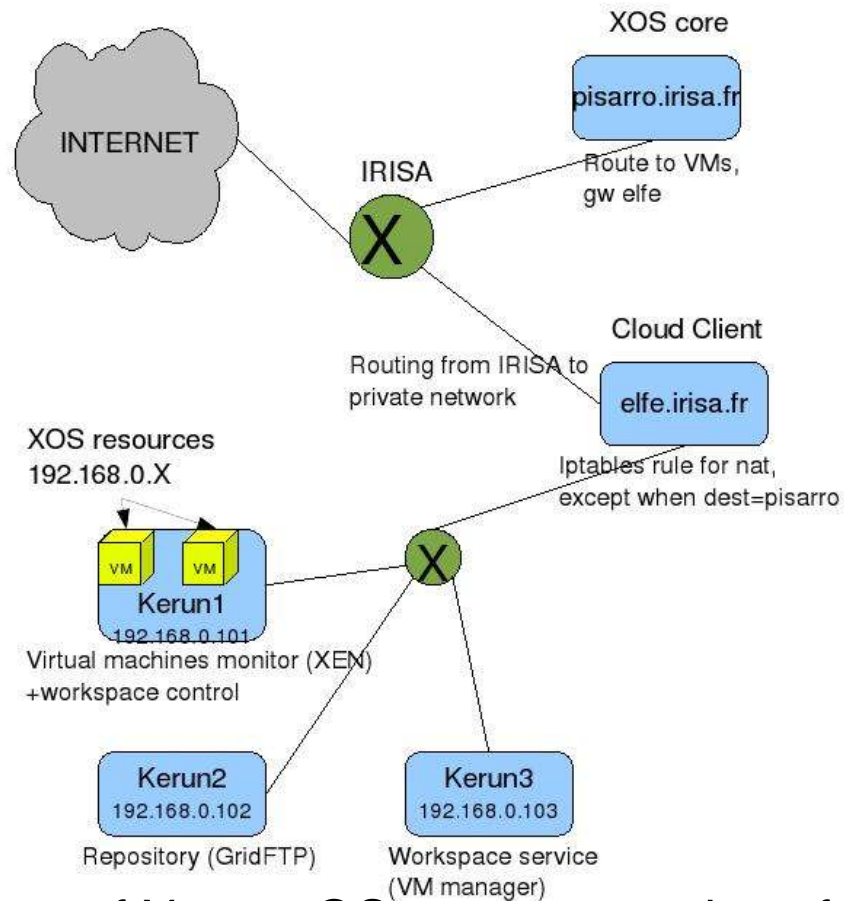 XOS core
pisarro.irisa.fr
INTERNET
Route to VMs,
gw elfe
IRISA
X
Cloud Client
Routing from IRISA to
private network
elfe.irisa.fr
XOS resources
192.168.0.X
Iptables rule for nat,
except when dest=pisarro
X
VM
VM
Kerun1
192.168.0.101
Virtual machines monitor (XEN)
+workspace control
Kerun2
192.168.0.102
Kerun3
192.168.0.103
Repository (GridFTP)
Workspace service
(VM manager)